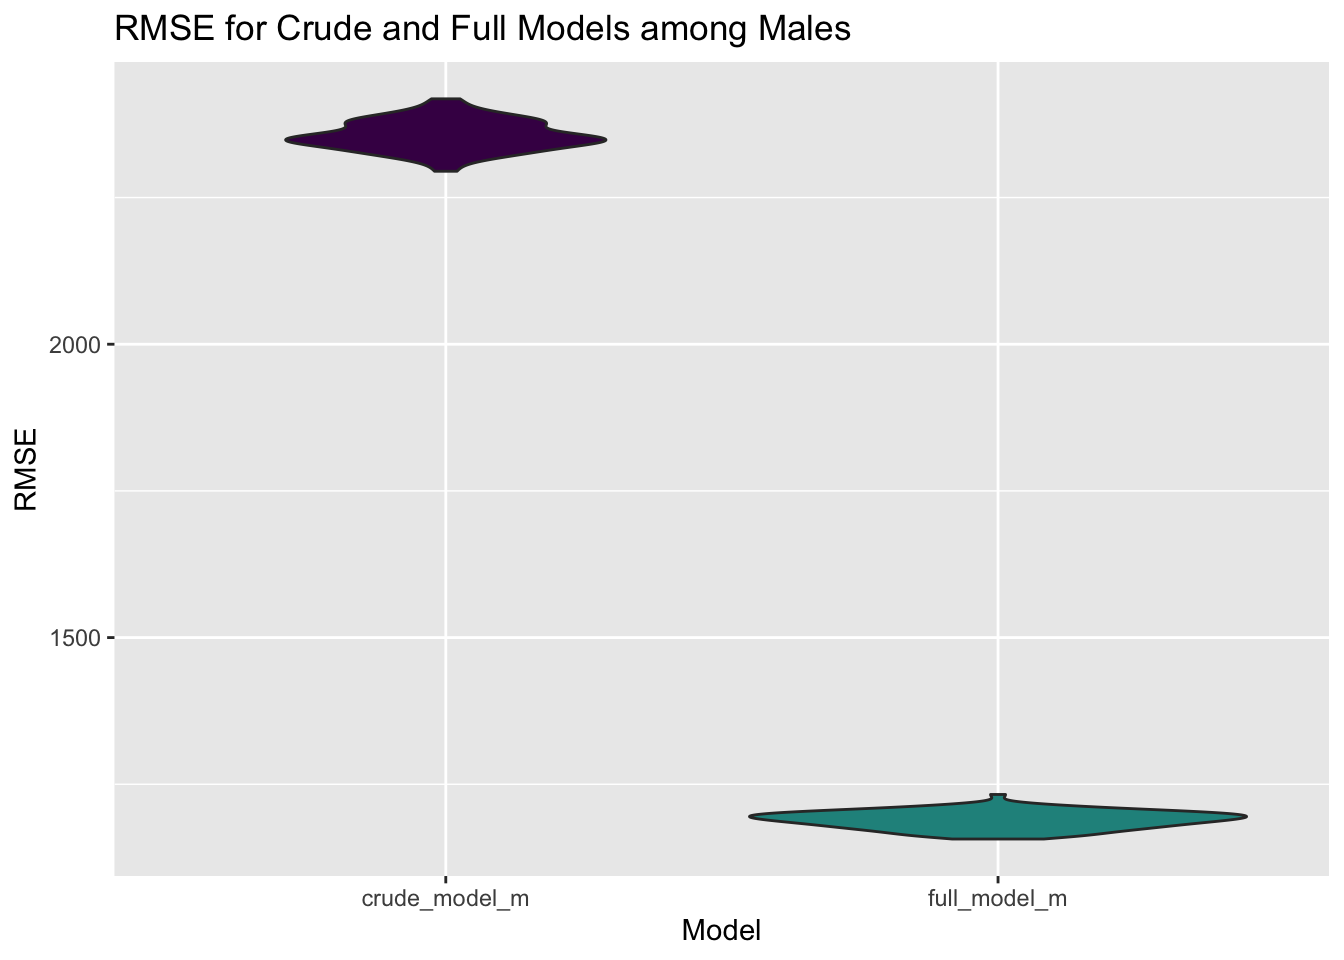 RMSE for Crude and Full Models among Males
RMSE
2000
1500
crude_model_m
full_model_m
Model